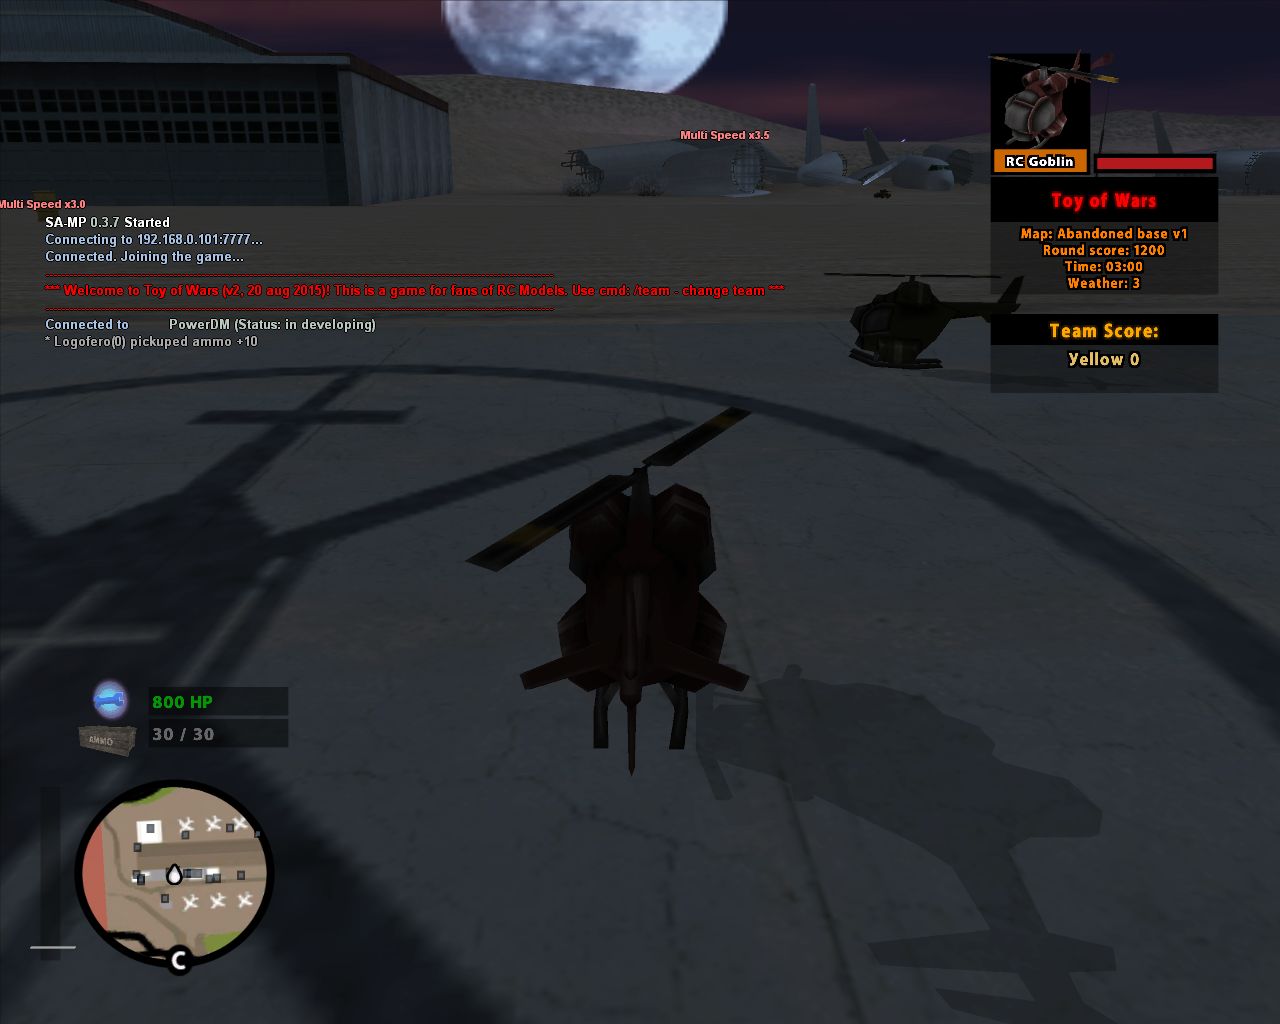 Multi Speed x3.5
Multi Speed x3.0
SA-MP 0.3.7 Started
Connecting to 192.168.0.101:7777...
Connected. Joining the game...
*** Welcome to Toy of Wars (v2, 20 aug 2015)! This is a game for fans of RC Models. Use cmd: /team - change team ***
Connected to PowerDM (Status: in developing)
* Logofero(0) pickuped ammo +10
RC Goblin
Toy of Wars
Map: Abandoned base v1
Round score: 1200
Time: 03:00
Weather: 3
Team Score:
Yellow 0
800 HP
AMMO
30 / 30
C